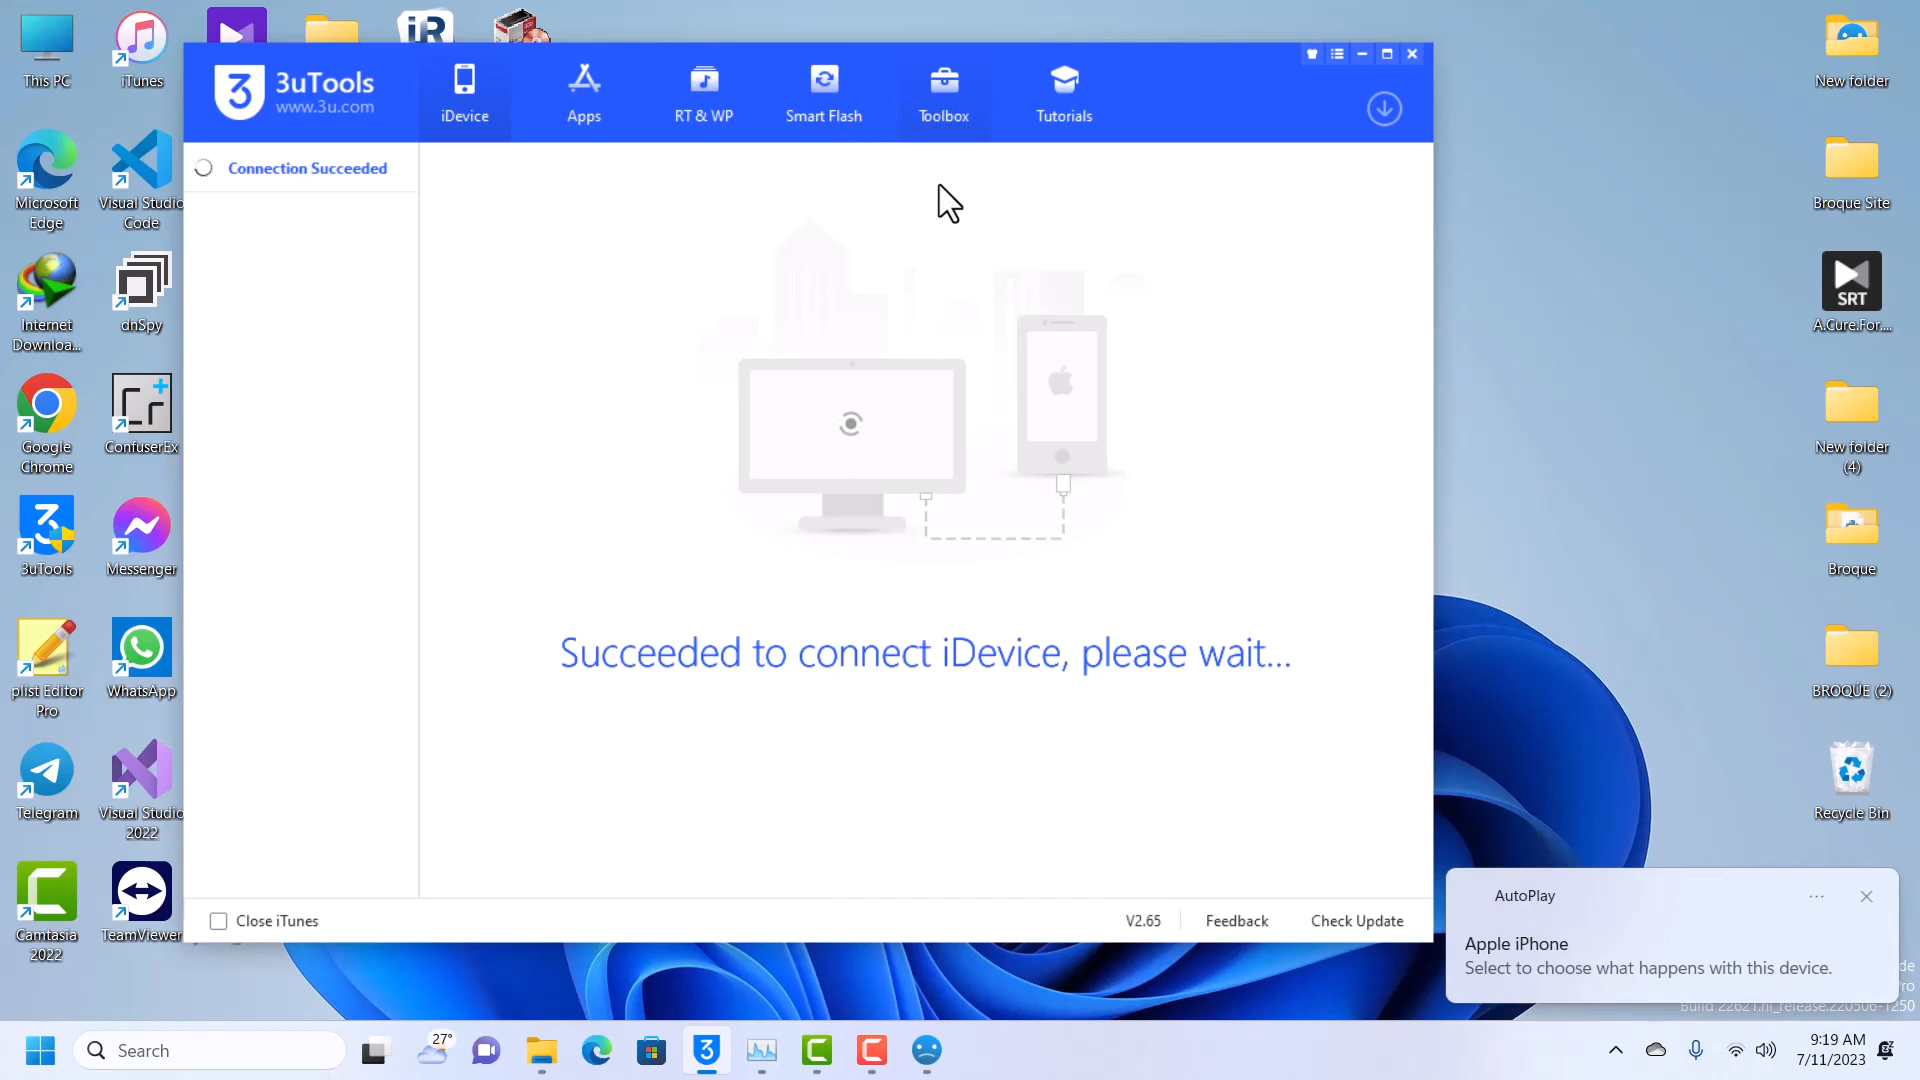 This PC
iTunes
iR
New folder
3
3uTools
www.3u.com
iDevice
Apps
RT & WP
Smart Flash
Toolbox
Tutorials
Connection Succeeded
Microsoft
Edge
Visual Studio
Code
Broque Site
Internet
Downloa...
dnSpy
SRT
A.Cure.For....
Google
Chrome
ConfuserEx
New folder
(4)
3uTools
Messenger
Broque
Succeeded to connect iDevice, please wait...
plist Editor
Pro
WhatsApp
BROQUE (2)
Telegram
Visual Studio
2022
Recycle Bin
Camtasia
2022
TeamViewer
Close iTunes
V2.65
Feedback
Check Update
AutoPlay
Apple iPhone
Select to choose what happens with this device.
Search
27°
9:19 AM
7/11/2023